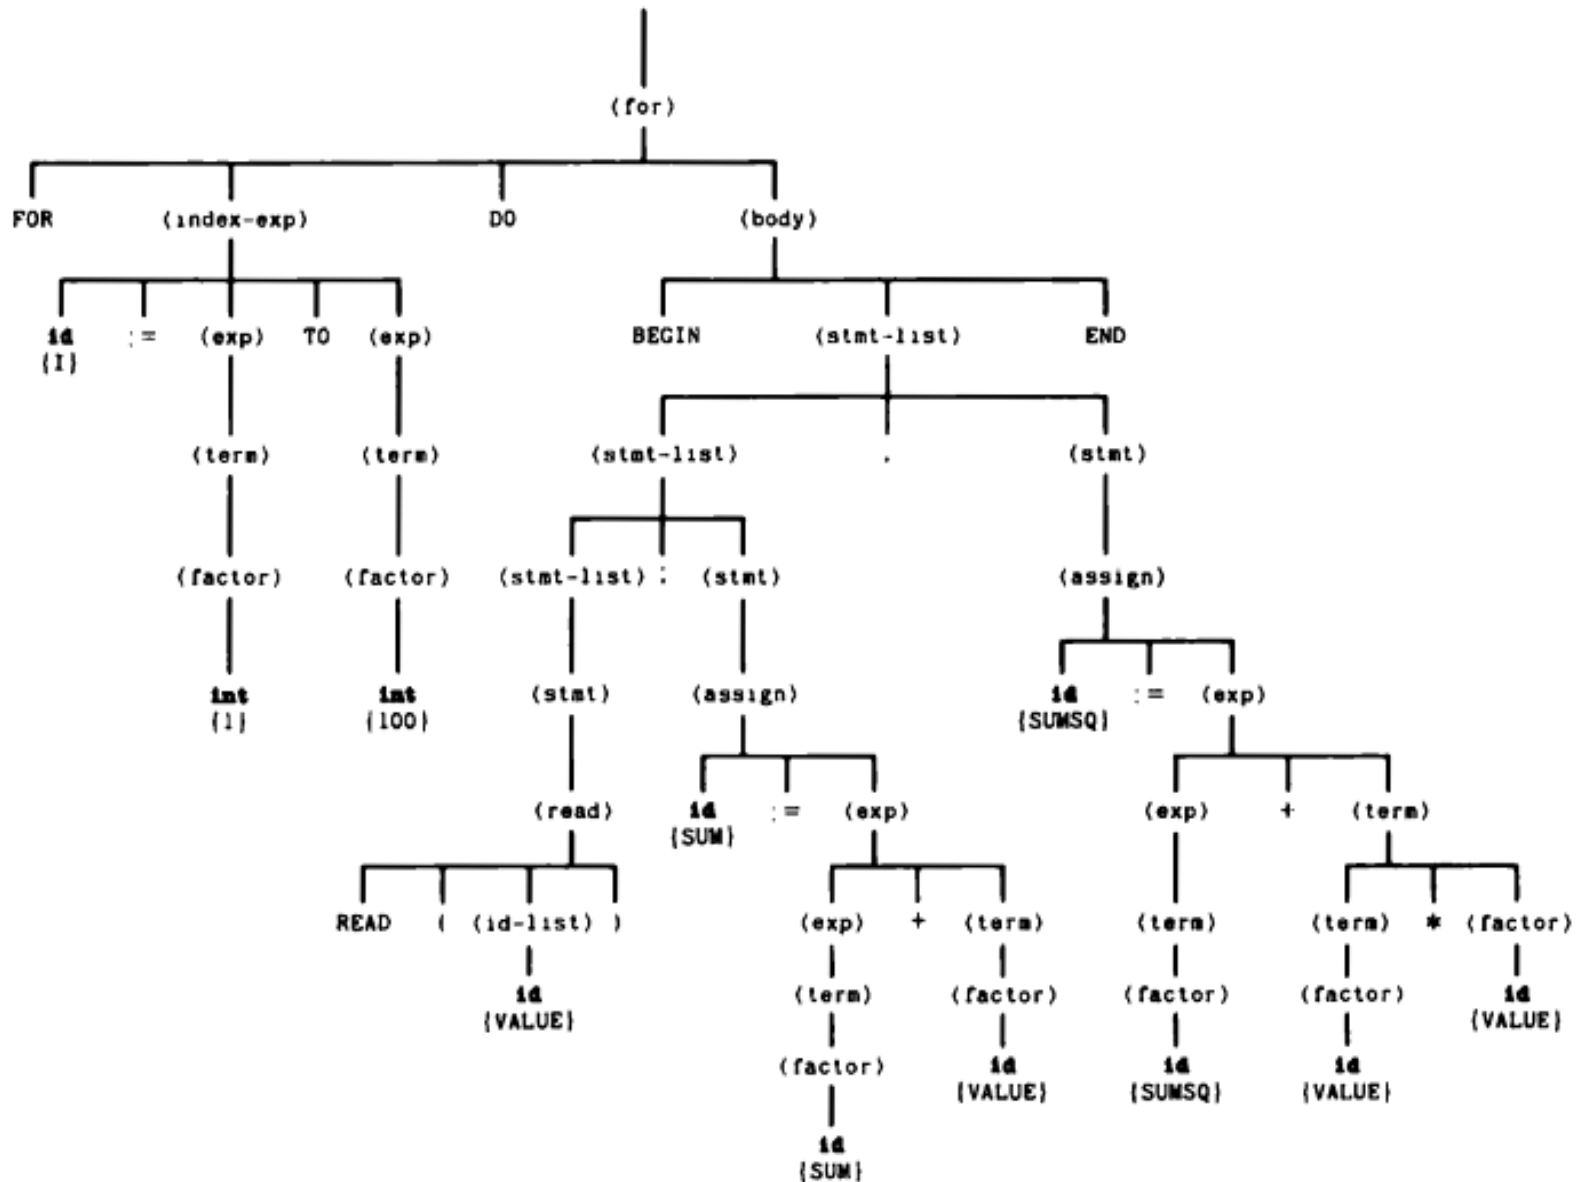 (for)
FOR (index-exp) DO (body)
id := (exp) TO (exp) BEGIN (stmt-list) END
{I}
(term) (term) (stmt-list) . (stmt)
(factor) (factor) (stmt-list) ; (stmt) (assign)
int int (stmt) (assign) id := (exp)
{1} {100} {SUMSQ}
(read) id := (exp) (exp) + (term)
{SUM}
READ ( (id-list) ) (exp) + (term) (term) (term) * (factor)
id (term) (factor) (factor) (factor) id
{VALUE} {VALUE}
(factor) id id id
{VALUE} {SUMSQ} {VALUE}
id
{SUM}